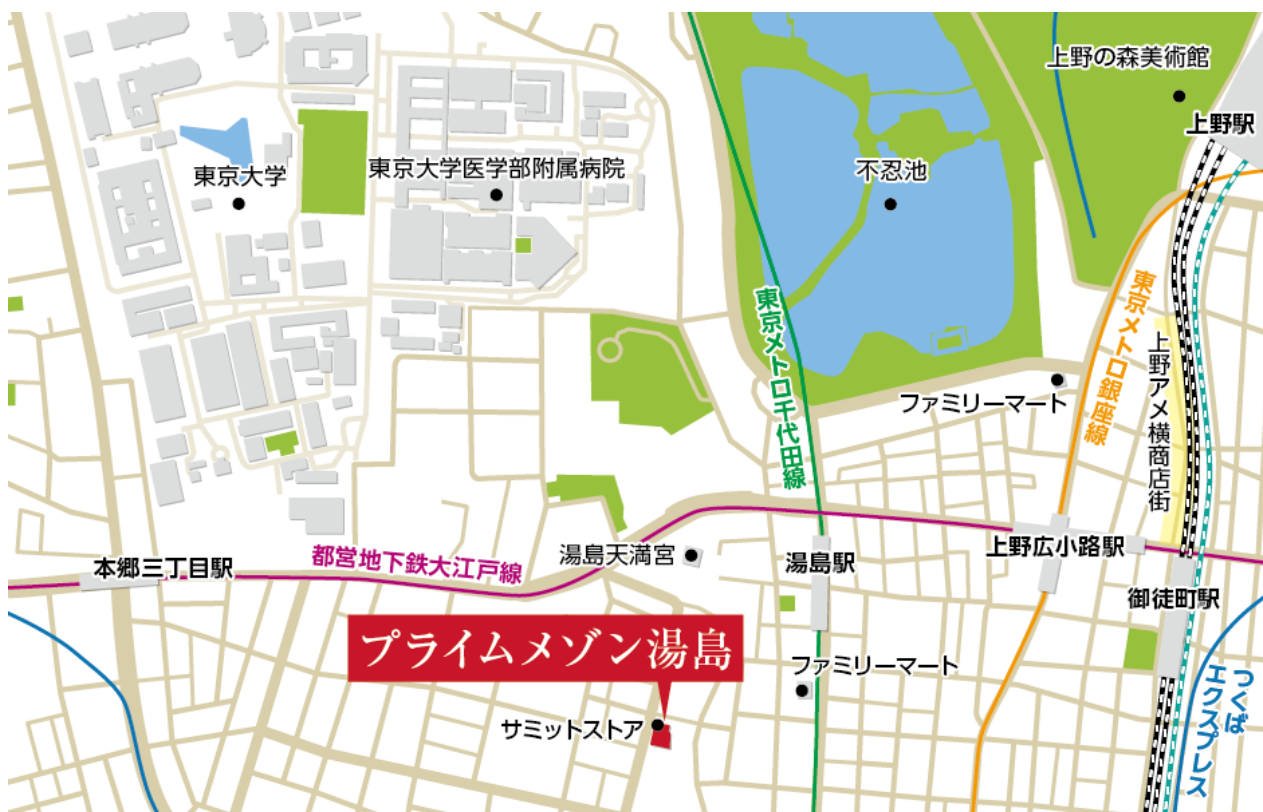 上野の森美術館
上野駅
東京大学
東京大学医学部附属病院
不忍池
東京メトロ千代田線
東京メトロ銀座線
上野アメ横商店街
ファミリーマート
本郷三丁目駅
都営地下鉄大江戸線
湯島天満宮
湯島駅
上野広小路駅
御徒町駅
プライムメゾン湯島
ファミリーマート
サミットストア
つくば
エクスプレス